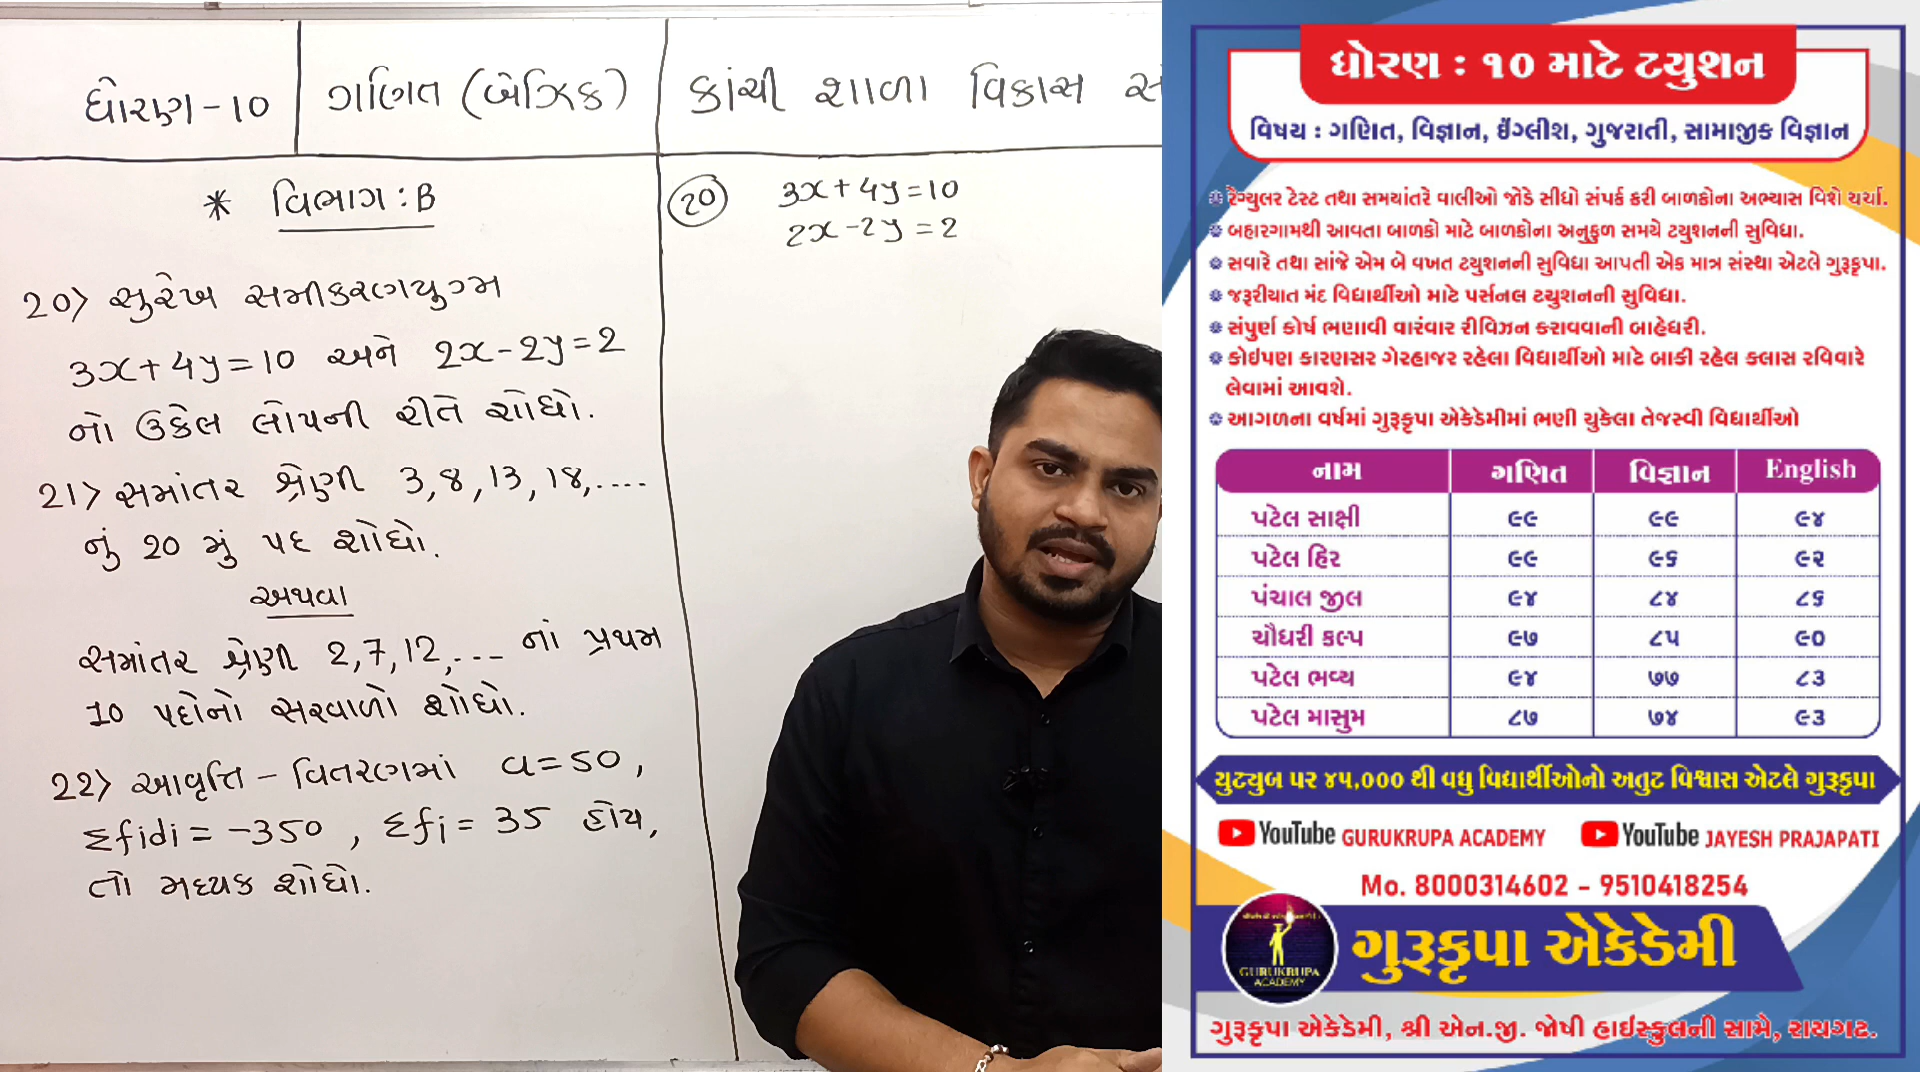 ધોરણ - 10
ગણિત (બેઝિક)
કાંચી શાળા વિકાસ
* વિભાગ : B
20) સુરેખ સમીકરણયુગ્મ
3x + 4y = 10 અને 2x - 2y = 2
નો ઉકેલ લોપની રીતે શોધો.
21) સમાંતર શ્રેણી 3, 8, 13, 18, ....
નું 20 મું પદ શોધો.
અથવા
સમાંતર શ્રેણી 2, 7, 12, ... નાં પ્રથમ
10 પદોનો સરવાળો શોધો.
22) આવૃત્તિ - વિતરણમાં a = 50,
Σfidi = -350, Σfi = 35 હોય,
તો મધ્યક શોધો.
20
3x + 4y = 10
2x - 2y = 2
ધોરણ : ૧૦ માટે ટયુશન
વિષય : ગણિત, વિજ્ઞાન, ઈંગ્લીશ, ગુજરાતી, સામાજીક વિજ્ઞાન
રેગ્યુલર ટેસ્ટ તથા સમયાંતરે વાલીઓ જોડે સીધો સંપર્ક કરી બાળકોના અભ્યાસ વિશે ચર્ચા.
બહારગામથી આવતા બાળકો માટે બાળકોના અનુકુળ સમયે ટયુશનની સુવિધા.
સવારે તથા સાંજે એમ બે વખત ટયુશનની સુવિધા આપતી એક માત્ર સંસ્થા એટલે ગુરૂકૃપા.
જરૂરીયાત મંદ વિદ્યાર્થીઓ માટે પર્સનલ ટયુશનની સુવિધા.
સંપુર્ણ કોર્ષ ભણાવી વારંવાર રીવિઝન કરાવવાની બાહેધરી.
કોઈપણ કારણસર ગેરહાજર રહેલા વિદ્યાર્થીઓ માટે બાકી રહેલ ક્લાસ રવિવારે
લેવામાં આવશે.
આગળના વર્ષમાં ગુરૂકૃપા એકેડેમીમાં ભણી ચુકેલા તેજસ્વી વિદ્યાર્થીઓ
નામ ગણિત વિજ્ઞાન English
પટેલ સાક્ષી ૯૯ ૯૯ ૯૪
પટેલ હિર ૯૯ ૯૬ ૯૨
પંચાલ જીલ ૯૪ ૮૪ ૮૬
ચૌધરી કલ્પ ૯૭ ૮૫ ૯૦
પટેલ ભવ્ય ૯૪ ૭૭ ૮૩
પટેલ માસુમ ૮૭ ૭૪ ૯૩
યુટયુબ પર ૪૫,૦૦૦ થી વધુ વિદ્યાર્થીઓનો અતુટ વિશ્વાસ એટલે ગુરૂકૃપા
YouTube GURUKRUPA ACADEMY YouTube JAYESH PRAJAPATI
Mo. 8000314602 - 9510418254
GURUKRUPA
ACADEMY
ગુરૂકૃપા એકેડેમી
ગુરૂકૃપા એકેડેમી, શ્રી એન.જી. જોષી હાઈસ્કુલની સામે, રાયગટ.